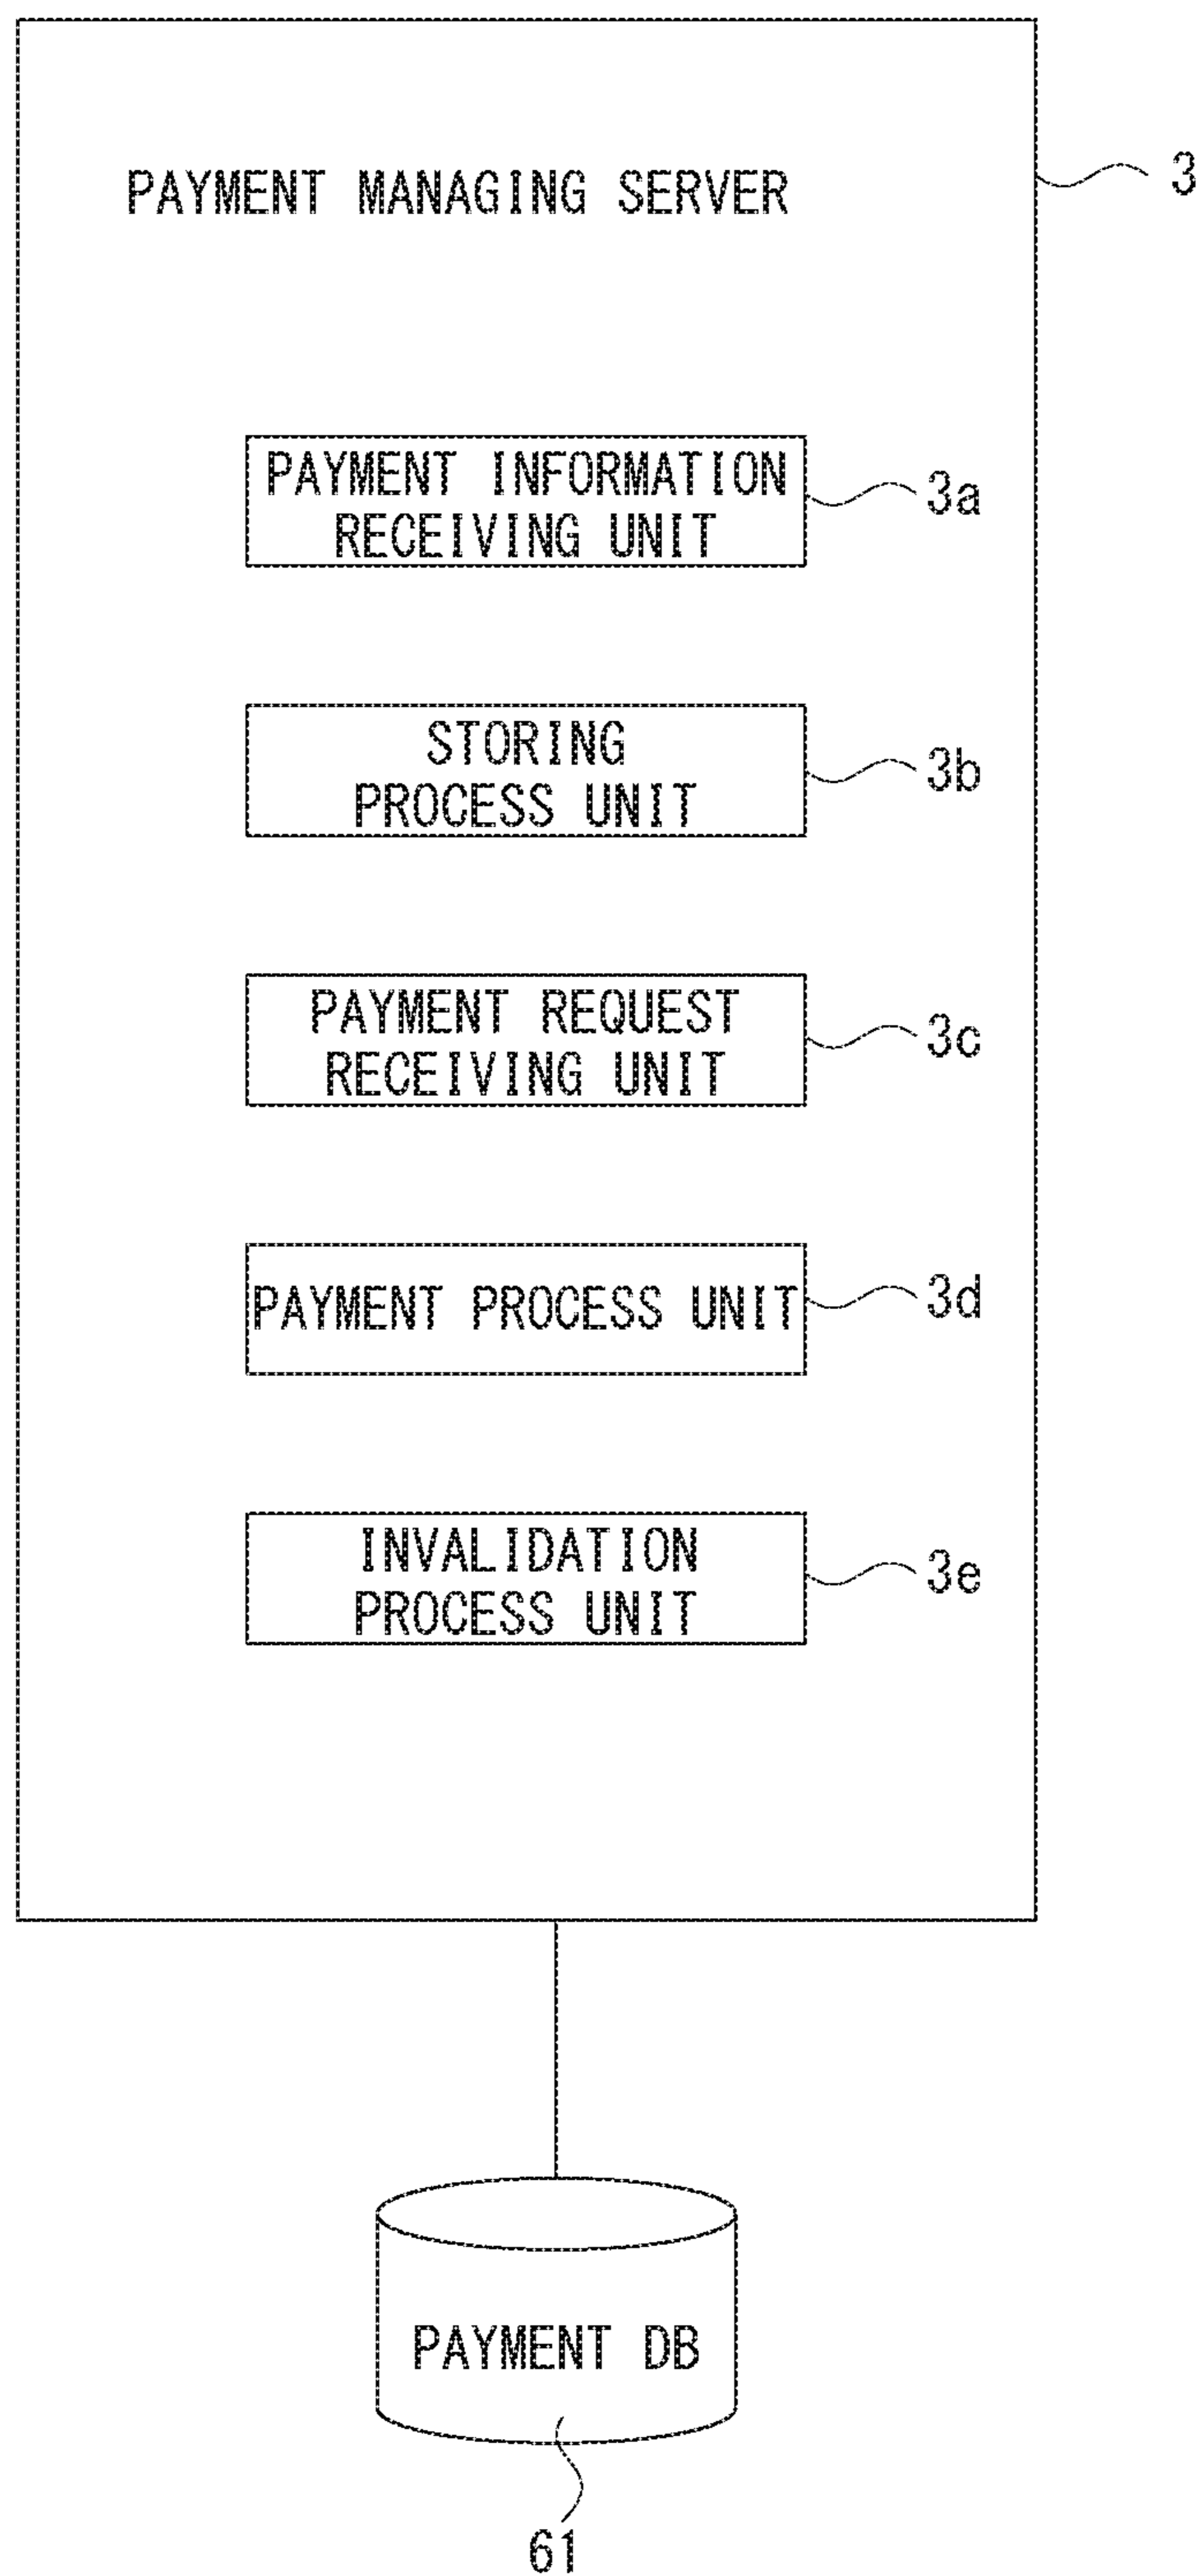 PAYMENT MANAGING SERVER
3
PAYMENT INFORMATION
RECEIVING UNIT
3a
STORING
PROCESS UNIT
3b
PAYMENT REQUEST
RECEIVING UNIT
3c
PAYMENT PROCESS UNIT
3d
INVALIDATION
PROCESS UNIT
3e
PAYMENT DB
61